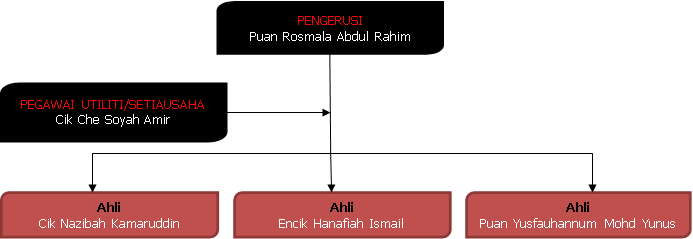 PENGERUSI
Puan Rosmala Abdul Rahim
PEGAWAI UTILITI/SETIAUSAHA
Cik Che Soyah Amir
Ahli
Cik Nazibah Kamaruddin
Ahli
Encik Hanafiah Ismail
Ahli
Puan Yusfauhannum Mohd Yunus